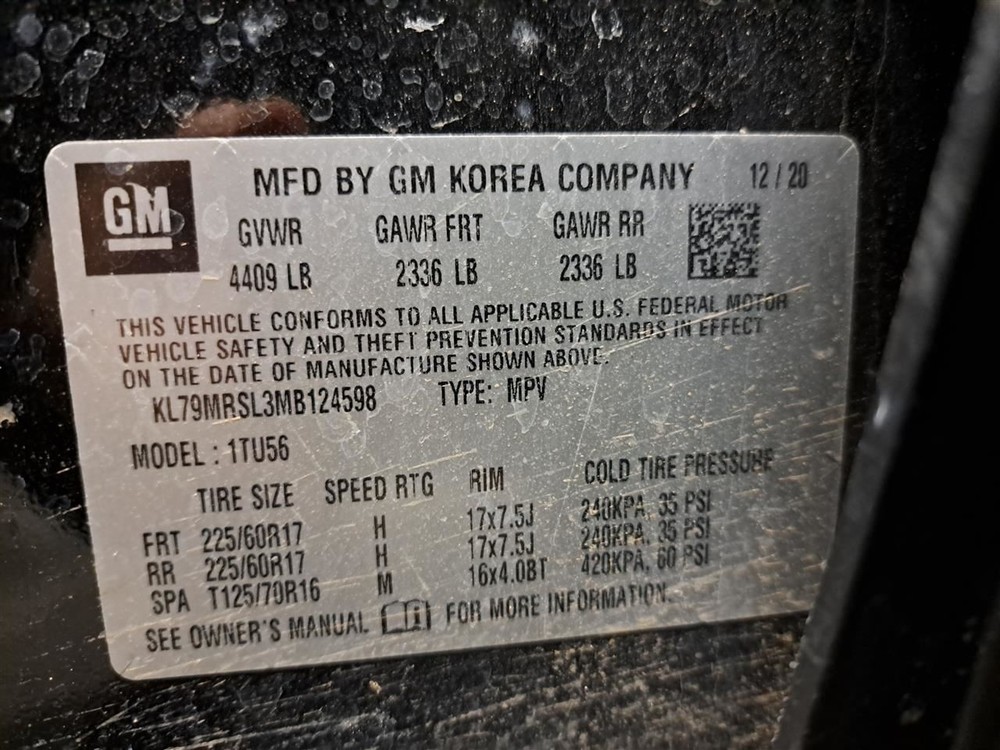 GM
MFD BY GM KOREA COMPANY 12 / 20
GVWR GAWR FRT GAWR RR
4409 LB 2336 LB 2336 LB
THIS VEHICLE CONFORMS TO ALL APPLICABLE U.S. FEDERAL MOTOR
VEHICLE SAFETY AND THEFT PREVENTION STANDARDS IN EFFECT
ON THE DATE OF MANUFACTURE SHOWN ABOVE.
KL79MRSL3MB124598 TYPE: MPV
MODEL : 1TU56
TIRE SIZE SPEED RTG RIM COLD TIRE PRESSURE
FRT 225/60R17 H 17x7.5J 240KPA, 35 PSI
RR 225/60R17 H 17x7.5J 240KPA, 35 PSI
SPA T125/70R16 M 16x4.0BT 420KPA, 60 PSI
SEE OWNER'S MANUAL FOR MORE INFORMATION.